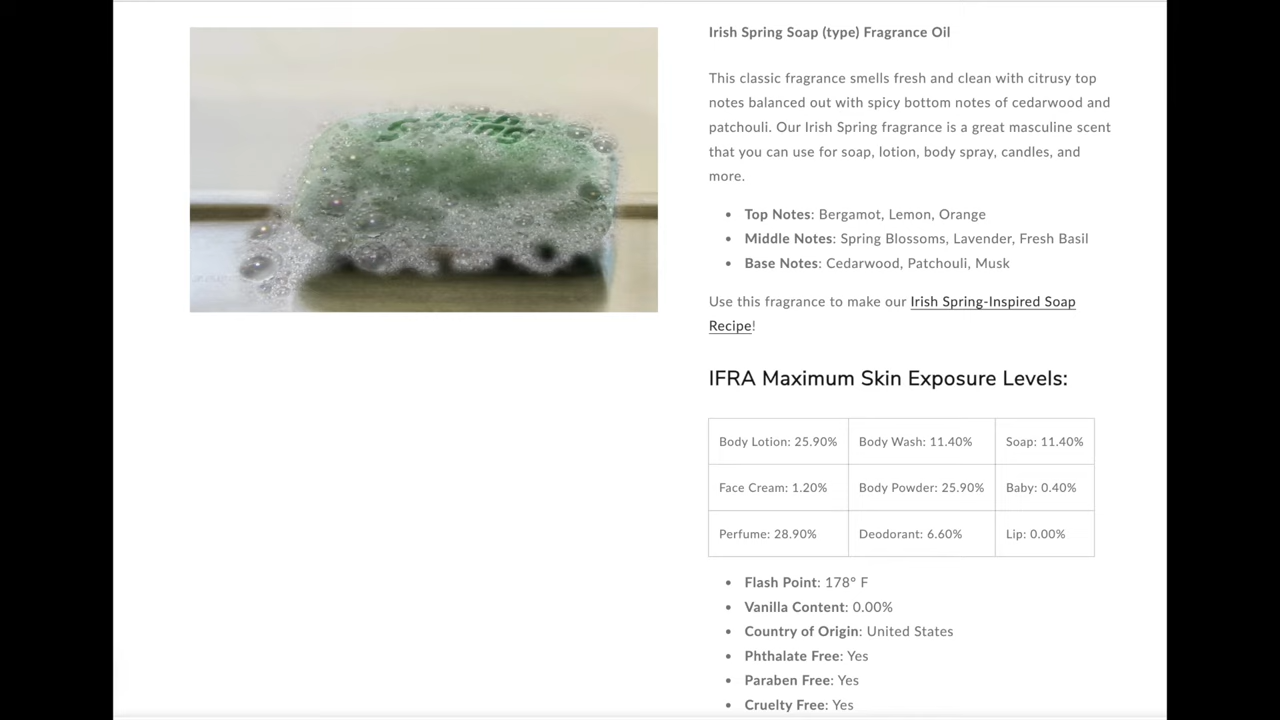 Spring
Irish Spring Soap (type) Fragrance Oil
This classic fragrance smells fresh and clean with citrusy top
notes balanced out with spicy bottom notes of cedarwood and
patchouli. Our Irish Spring fragrance is a great masculine scent
that you can use for soap, lotion, body spray, candles, and
more.
• Top Notes: Bergamot, Lemon, Orange
• Middle Notes: Spring Blossoms, Lavender, Fresh Basil
• Base Notes: Cedarwood, Patchouli, Musk
Use this fragrance to make our Irish Spring-Inspired Soap
Recipe!
IFRA Maximum Skin Exposure Levels:
Body Lotion: 25.90% Body Wash: 11.40% Soap: 11.40%
Face Cream: 1.20% Body Powder: 25.90% Baby: 0.40%
Perfume: 28.90% Deodorant: 6.60% Lip: 0.00%
• Flash Point: 178° F
• Vanilla Content: 0.00%
• Country of Origin: United States
• Phthalate Free: Yes
• Paraben Free: Yes
• Cruelty Free: Yes